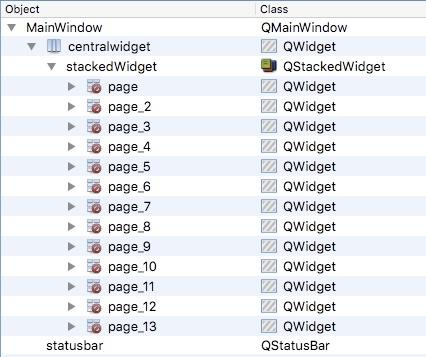 Object Class
MainWindow QMainWindow
centralwidget QWidget
stackedWidget QStackedWidget
page QWidget
page_2 QWidget
page_3 QWidget
page_4 QWidget
page_5 QWidget
page_6 QWidget
page_7 QWidget
page_8 QWidget
page_9 QWidget
page_10 QWidget
page_11 QWidget
page_12 QWidget
page_13 QWidget
statusbar QStatusBar